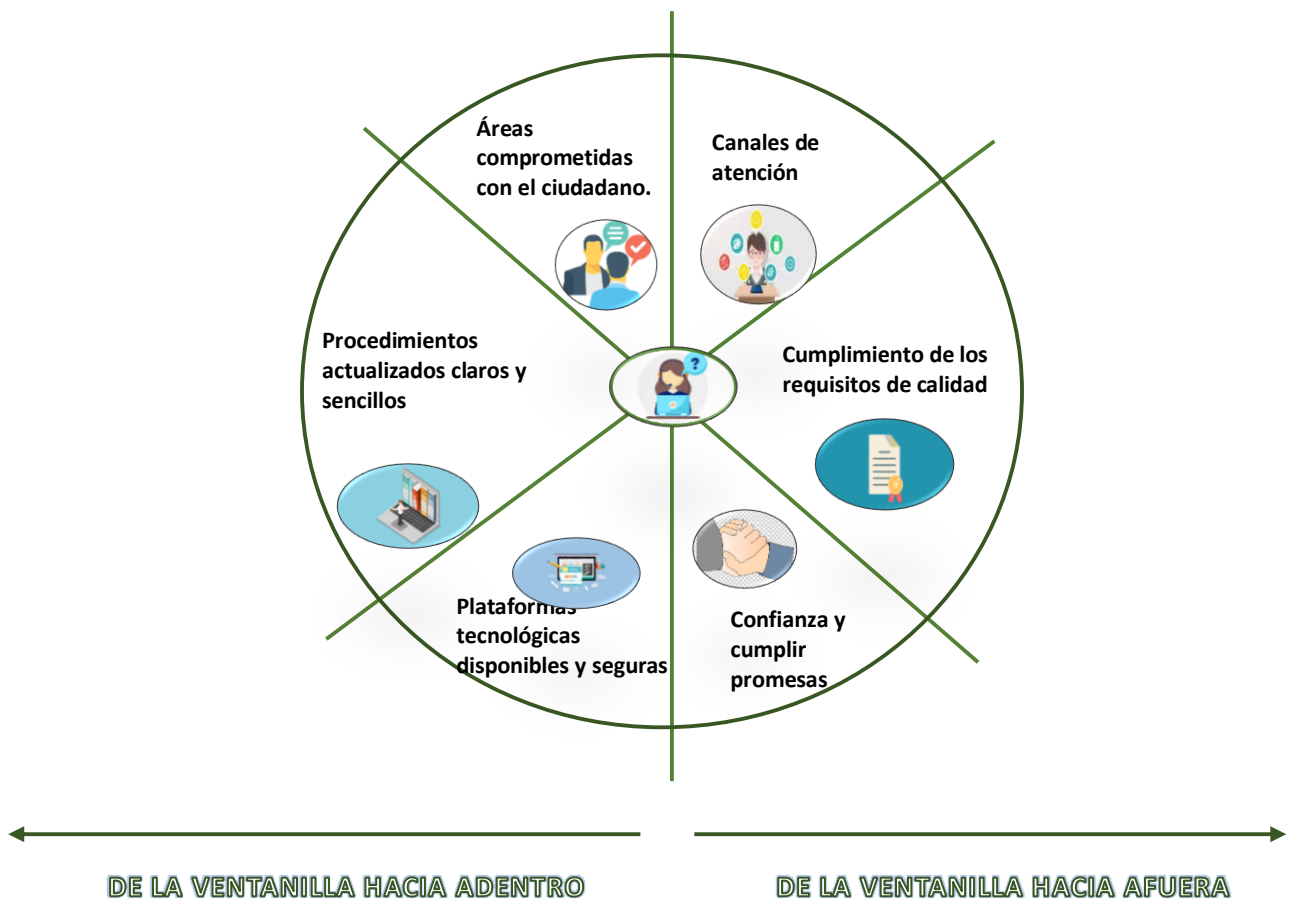 Áreas
comprometidas
con el ciudadano.
Canales de
atención
Procedimientos
actualizados claros y
sencillos
?
Cumplimiento de los
requisitos de calidad
Plataformas
tecnológicas
disponibles y seguras
Confianza y
cumplir
promesas
DE LA VENTANILLA HACIA ADENTRO
DE LA VENTANILLA HACIA AFUERA